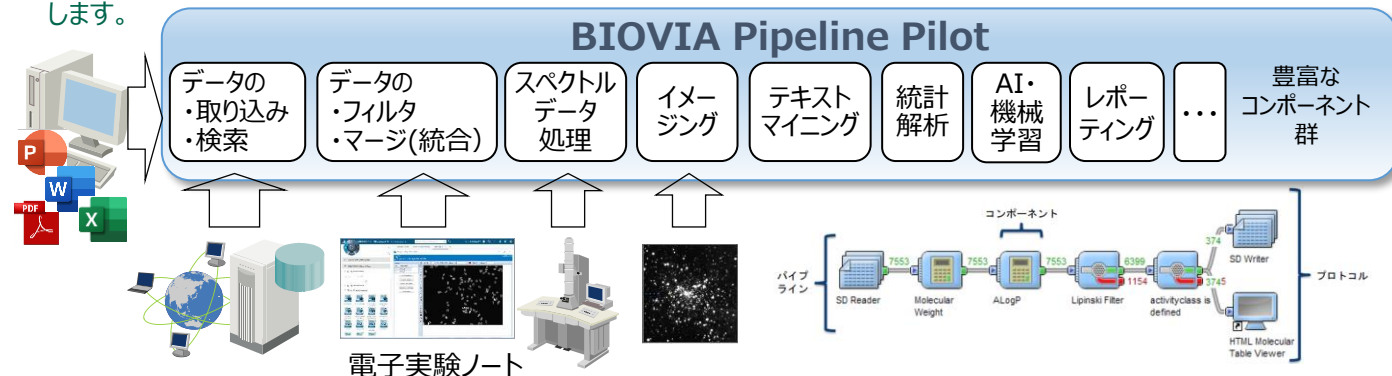 します。
BIOVIA Pipeline Pilot
データの
・取り込み
・検索
データの
・フィルタ
・マージ(統合)
スペクトル
データ
処理
イメー
ジング
テキスト
マイニング
統計
解析
AI・
機械
学習
レポー
ティング
・・・
豊富な
コンポーネント
群
P
W
PDF
X
電子実験ノート
コンポーネント
パイプ
ライン
プロトコル
7553
7553
7553
6399
1154
374
3745
SD Reader
Molecular
Weight
ALogP
Lipinski Filter
activityclass is
defined
SD Writer
HTML Molecular
Table Viewer